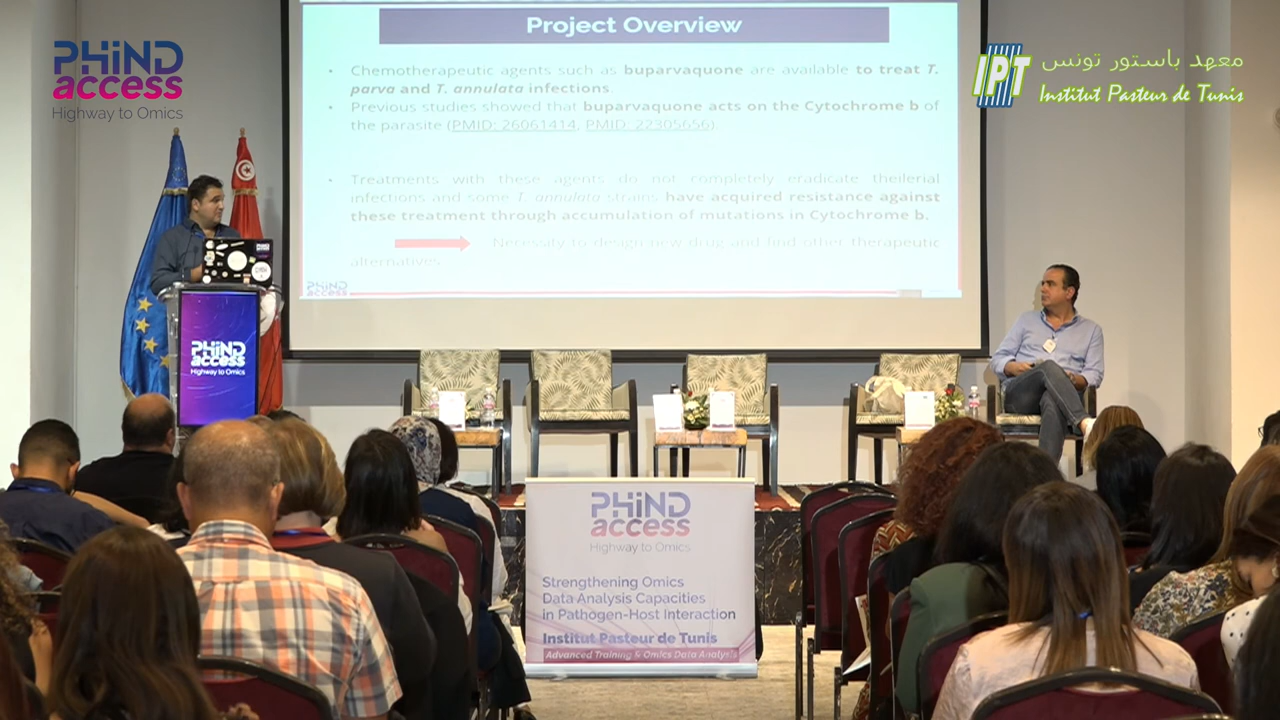 Project Overview
PHiND
access
Highway to Omics
IPT معهد باستور تونس
Institut Pasteur de Tunis
• Chemotherapeutic agents such as buparvaquone are available to treat T.
parva and T. annulata infections.
• Previous studies showed that buparvaquone acts on the Cytochrome b of
the parasite (PMID: 26061414, PMID: 22305656).
• Treatments with these agents do not completely eradicate theilerial
infections and some T. annulata strains have acquired resistance against
these treatment through accumulation of mutations in Cytochrome b.
Necessity to design new drug and find other therapeutic
alternatives.
PHiND
access
PHiND
access
Highway to Omics
PHiND
access
Highway to Omics
Strengthening Omics
Data Analysis Capacities
in Pathogen-Host Interaction
Institut Pasteur de Tunis
Advanced Training & Omics Data Analysis